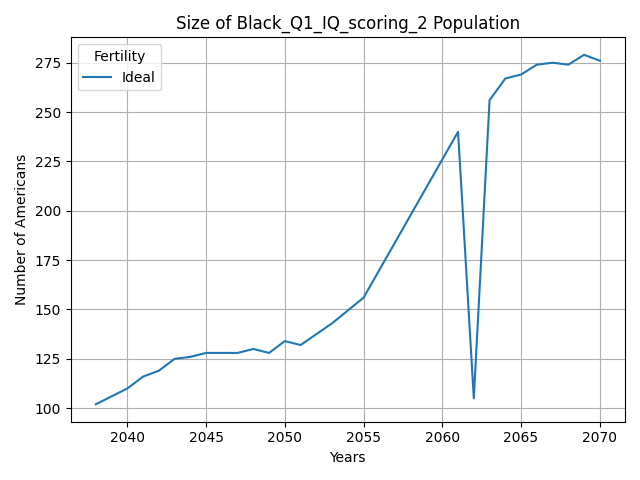 Size of Black_Q1_IQ_scoring_2 Population
Fertility
Ideal
Number of Americans
275
250
225
200
175
150
125
100
2040 2045 2050 2055 2060 2065 2070
Years